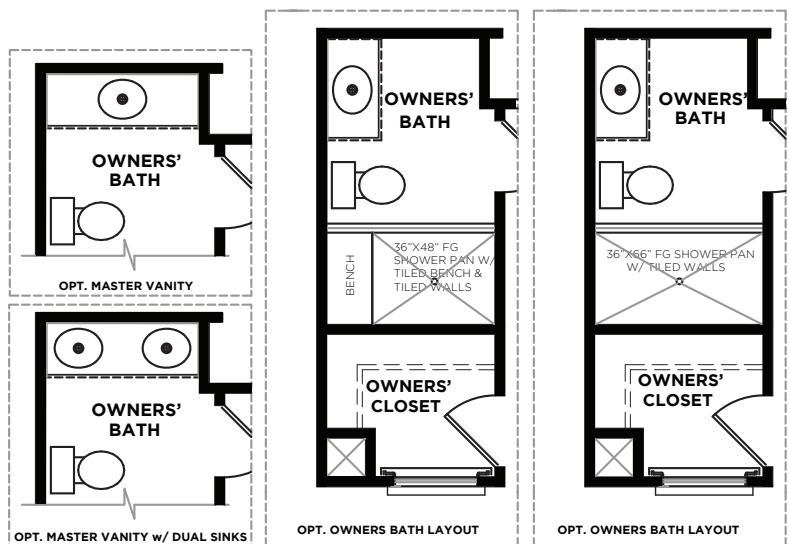 OWNERS'
BATH
OPT. MASTER VANITY
OWNERS'
BATH
OPT. MASTER VANITY w/ DUAL SINKS
OWNERS'
BATH
BENCH
36"X48" FG
SHOWER PAN W/
TILED BENCH &
TILED WALLS
OWNERS'
CLOSET
OPT. OWNERS BATH LAYOUT
OWNERS'
BATH
36"X66" FG SHOWER PAN
W/ TILED WALLS
OWNERS'
CLOSET
OPT. OWNERS BATH LAYOUT